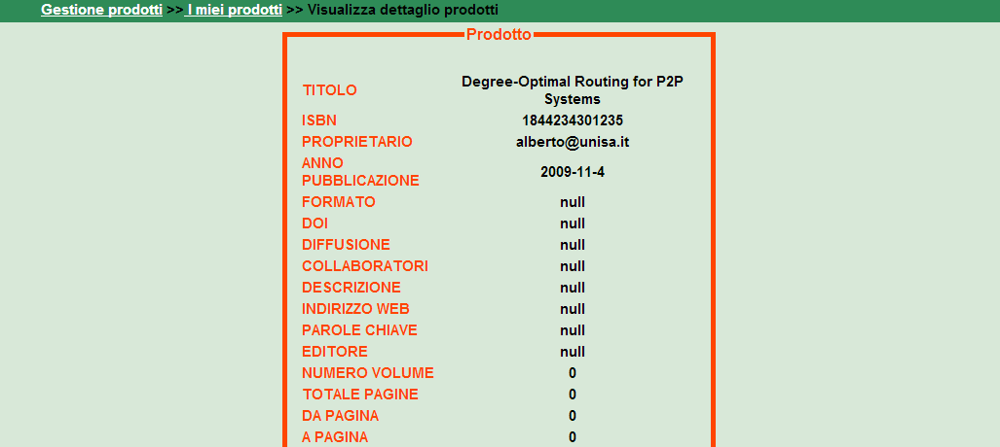 Gestione prodotti >> I miei prodotti >> Visualizza dettaglio prodotti
Prodotto
TITOLO Degree-Optimal Routing for P2P
Systems
ISBN 1844234301235
PROPRIETARIO alberto@unisa.it
ANNO
PUBBLICAZIONE 2009-11-4
FORMATO null
DOI null
DIFFUSIONE null
COLLABORATORI null
DESCRIZIONE null
INDIRIZZO WEB null
PAROLE CHIAVE null
EDITORE null
NUMERO VOLUME 0
TOTALE PAGINE 0
DA PAGINA 0
A PAGINA 0